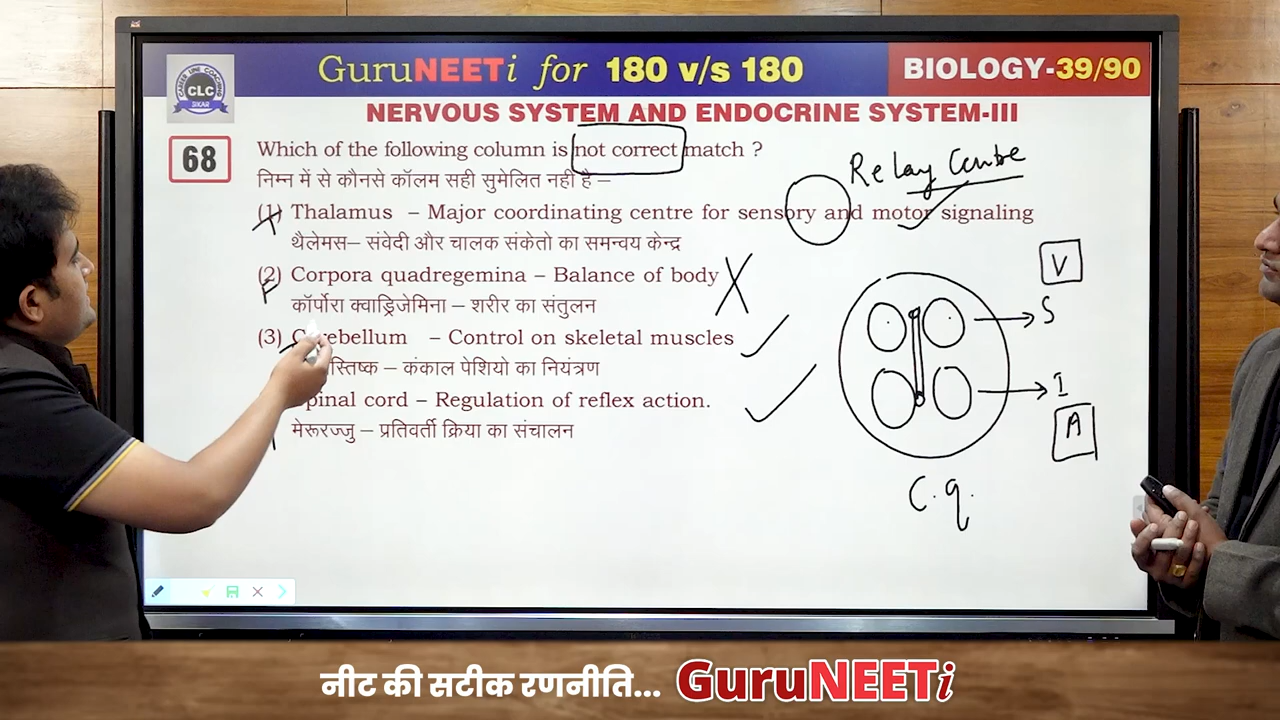 GuruNEETi for 180 v/s 180
BIOLOGY-39/90
CLC
SIKAR
NERVOUS SYSTEM AND ENDOCRINE SYSTEM-III
68
Which of the following column is not correct match ?
निम्न में से कौनसे कॉलम सही सुमेलित नही है –
Relay Centre
(1) Thalamus – Major coordinating centre for sensory and motor signaling
थैलेमस– संवेदी और चालक संकेतो का समन्वय केन्द्र
(2) Corpora quadregemina – Balance of body
कॉर्पोरा क्वाड्रिजेमिना – शरीर का संतुलन
(3) Cerebellum – Control on skeletal muscles
– कंकाल पेशियो का नियंत्रण
Spinal cord – Regulation of reflex action.
मेरूरज्जु – प्रतिवर्ती क्रिया का संचालन
V
S
I
A
C.q.
नीट की सटीक रणनीति... GuruNEETi